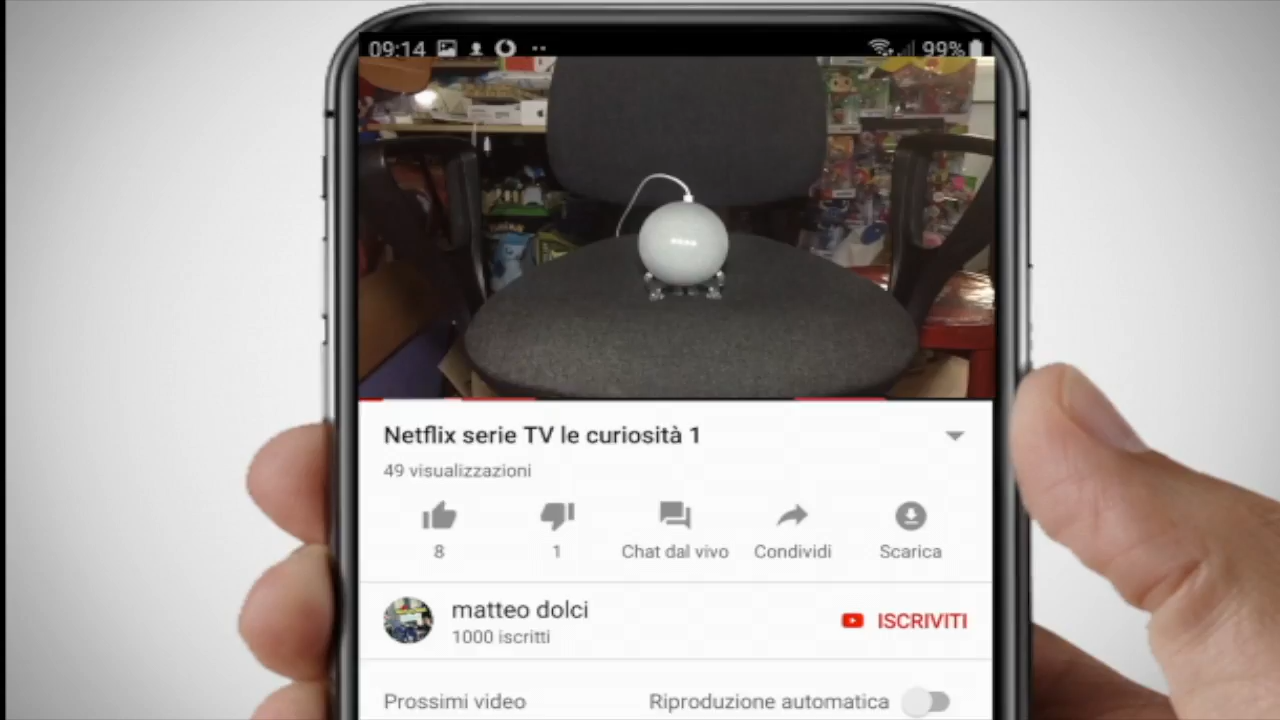 09:14
99%
Netflix serie TV le curiosità 1
49 visualizzazioni
8
1
Chat dal vivo
Condividi
Scarica
matteo dolci
1000 iscritti
ISCRIVITI
Prossimi video
Riproduzione automatica